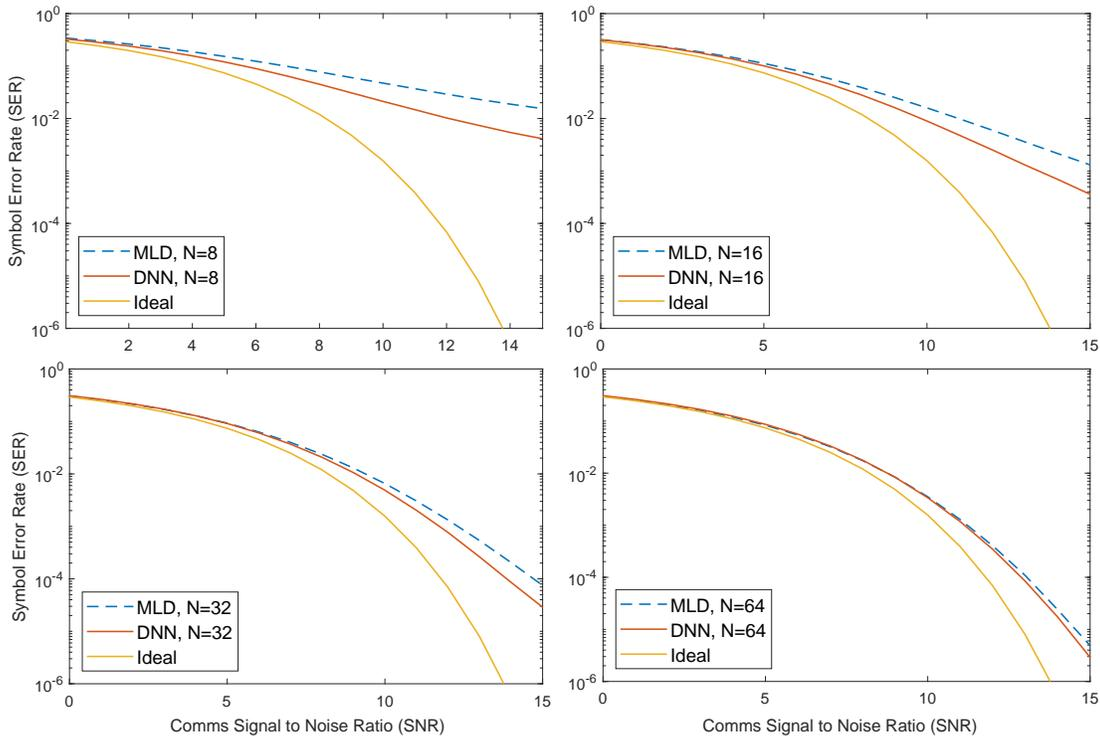 10^0
10^-2
10^-4
10^-6
Symbol Error Rate (SER)
MLD, N=8
DNN, N=8
Ideal
2 4 6 8 10 12 14
10^0
10^-2
10^-4
10^-6
MLD, N=16
DNN, N=16
Ideal
0 5 10 15
10^0
10^-2
10^-4
10^-6
Symbol Error Rate (SER)
MLD, N=32
DNN, N=32
Ideal
0 5 10 15
Comms Signal to Noise Ratio (SNR)
10^0
10^-2
10^-4
10^-6
MLD, N=64
DNN, N=64
Ideal
0 5 10 15
Comms Signal to Noise Ratio (SNR)